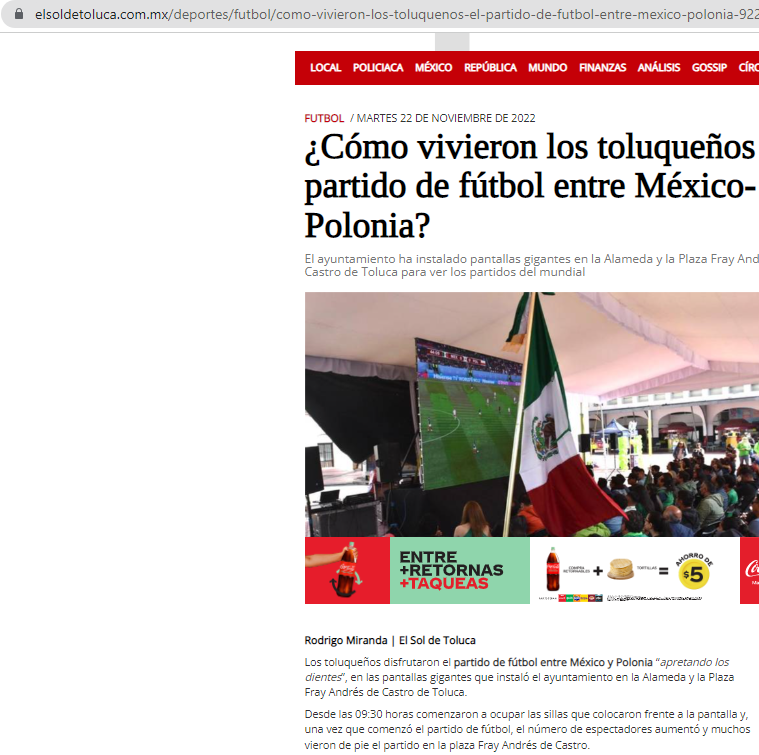 elsoldetoluca.com.mx/deportes/futbol/como-vivieron-los-toluquenos-el-partido-de-futbol-entre-mexico-polonia-922
LOCAL POLICIACA MÉXICO REPÚBLICA MUNDO FINANZAS ANÁLISIS GOSSIP CÍRC
FUTBOL / MARTES 22 DE NOVIEMBRE DE 2022
¿Cómo vivieron los toluqueños
partido de fútbol entre México-
Polonia?
El ayuntamiento ha instalado pantallas gigantes en la Alameda y la Plaza Fray And
Castro de Toluca para ver los partidos del mundial
ENTRE
+RETORNAS
+TAQUEAS
COMPRA
RETORNABLES
+
TORTILLAS
=
AHORRO DE
$5
Rodrigo Miranda | El Sol de Toluca
Los toluqueños disfrutaron el partido de fútbol entre México y Polonia “apretando los
dientes”, en las pantallas gigantes que instaló el ayuntamiento en la Alameda y la Plaza
Fray Andrés de Castro de Toluca.
Desde las 09:30 horas comenzaron a ocupar las sillas que colocaron frente a la pantalla y,
una vez que comenzó el partido de fútbol, el número de espectadores aumentó y muchos
vieron de pie el partido en la plaza Fray Andrés de Castro.